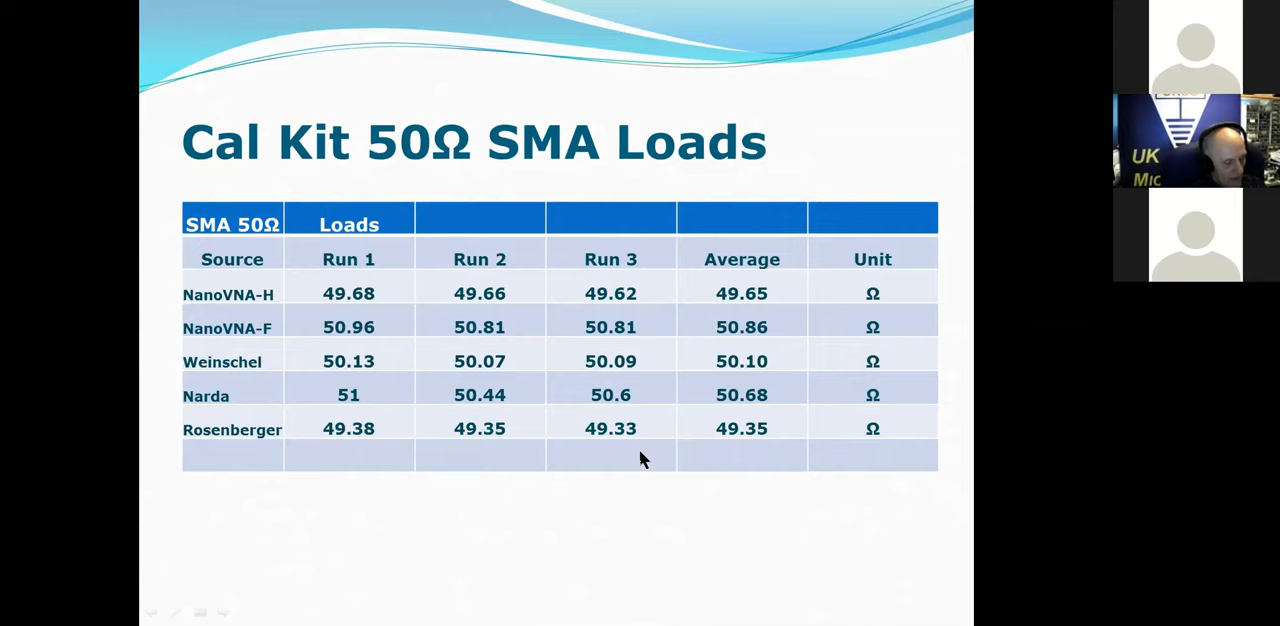 Cal Kit 50Ω SMA Loads
SMA 50Ω Loads
Source Run 1 Run 2 Run 3 Average Unit
NanoVNA-H 49.68 49.66 49.62 49.65 Ω
NanoVNA-F 50.96 50.81 50.81 50.86 Ω
Weinschel 50.13 50.07 50.09 50.10 Ω
Narda 51 50.44 50.6 50.68 Ω
Rosenberger 49.38 49.35 49.33 49.35 Ω
UK
Mic